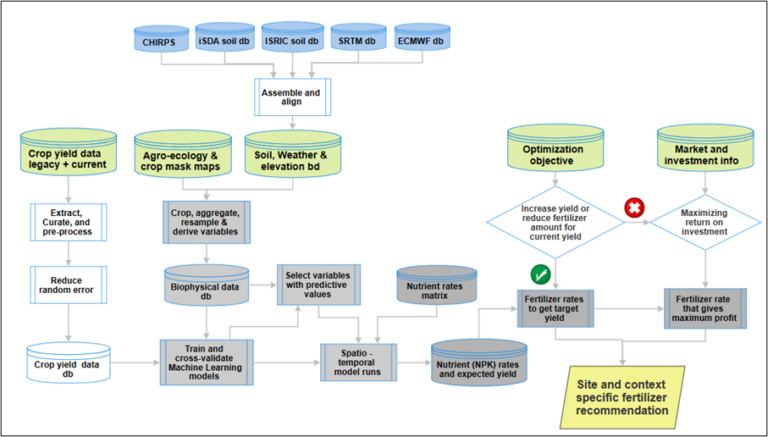 CHIRPS
iSDA soil db
ISRIC soil db
SRTM db
ECMWF db
Assemble and
align
Crop yield data
legacy + current
Agro-ecology &
crop mask maps
Soil, Weather &
elevation bd
Optimization
objective
Market and
investment info
Extract,
Curate, and
pre-process
Crop, aggregate,
resample &
derive variables
Increase yield or
reduce fertilizer
amount for
current yield
Maximizing
return on
investment
Reduce
random error
Biophysical data
db
Select variables
with predictive
values
Nutrient rates
matrix
Fertilizer rates
to get target
yield
Fertilizer rate
that gives
maximum profit
Crop yield data
db
Train and
cross-validate
Machine Learning
models
Spatio -
temporal
model runs
Nutrient (NPK) rates
and expected yield
Site and context
specific fertilizer
recommendation